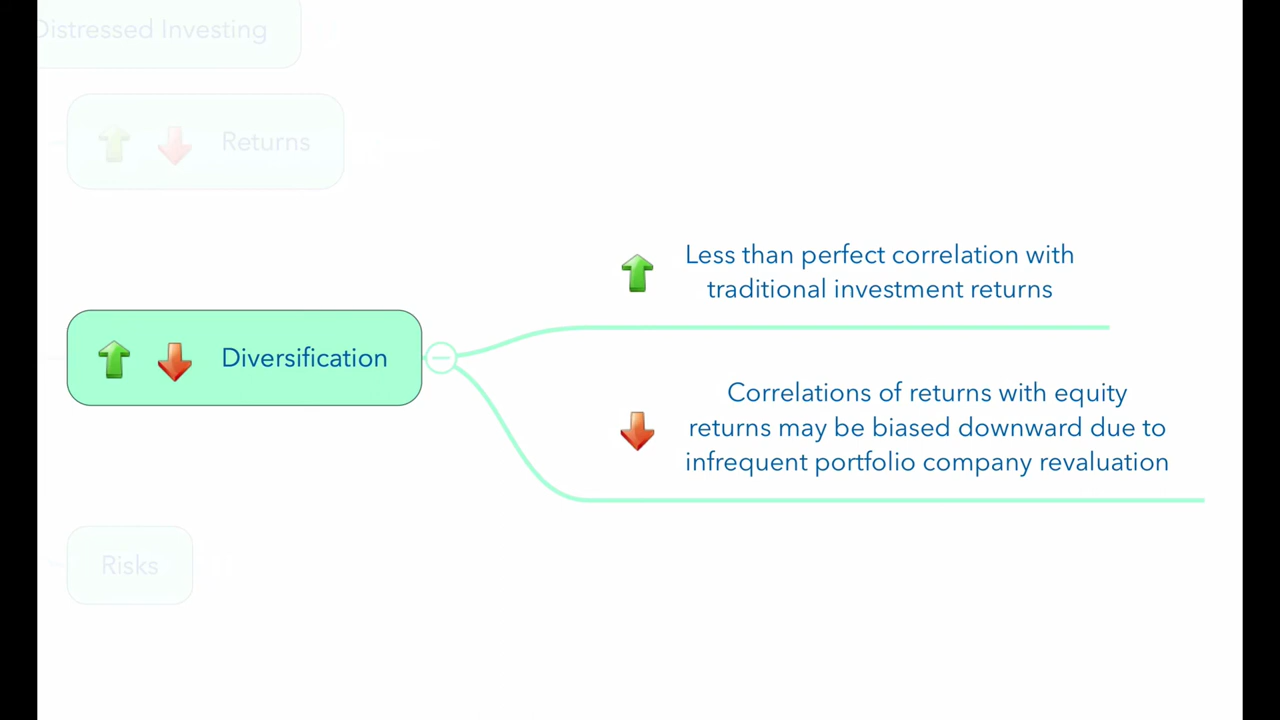 Distressed Investing
Returns
Less than perfect correlation with
traditional investment returns
Diversification
Correlations of returns with equity
returns may be biased downward due to
infrequent portfolio company revaluation
Risks